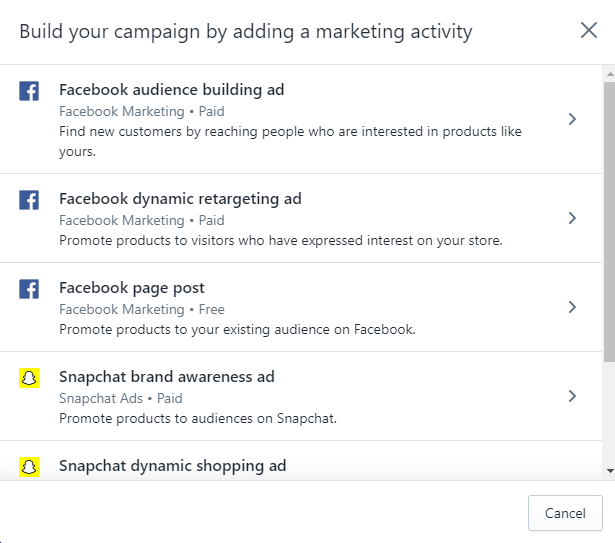 Build your campaign by adding a marketing activity
Facebook audience building ad
Facebook Marketing • Paid
Find new customers by reaching people who are interested in products like
yours.
Facebook dynamic retargeting ad
Facebook Marketing • Paid
Promote products to visitors who have expressed interest on your store.
Facebook page post
Facebook Marketing • Free
Promote products to your existing audience on Facebook.
Snapchat brand awareness ad
Snapchat Ads • Paid
Promote products to audiences on Snapchat.
Snapchat dynamic shopping ad
Cancel